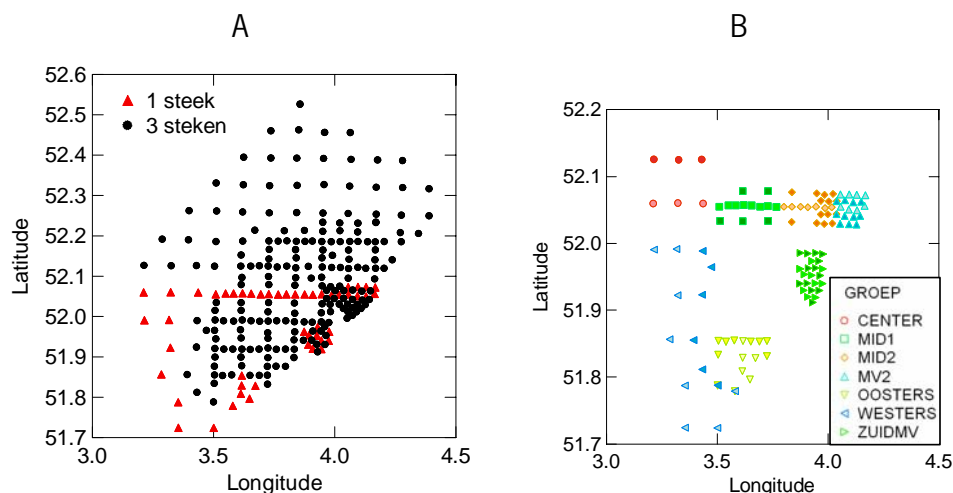 A
B
Longitude
52.6
52.5
52.4
52.3
52.2
52.1
52.0
51.9
51.8
51.7
Latitude
1 steek
3 steken
3.0
3.5
4.0
4.5
Longitude
52.2
52.1
52.0
51.9
51.8
51.7
Latitude
GROEP
CENTER
MID1
MID2
MV2
OOSTERS
WESTERS
ZUIDMV
3.0
3.5
4.0
4.5
Longitude